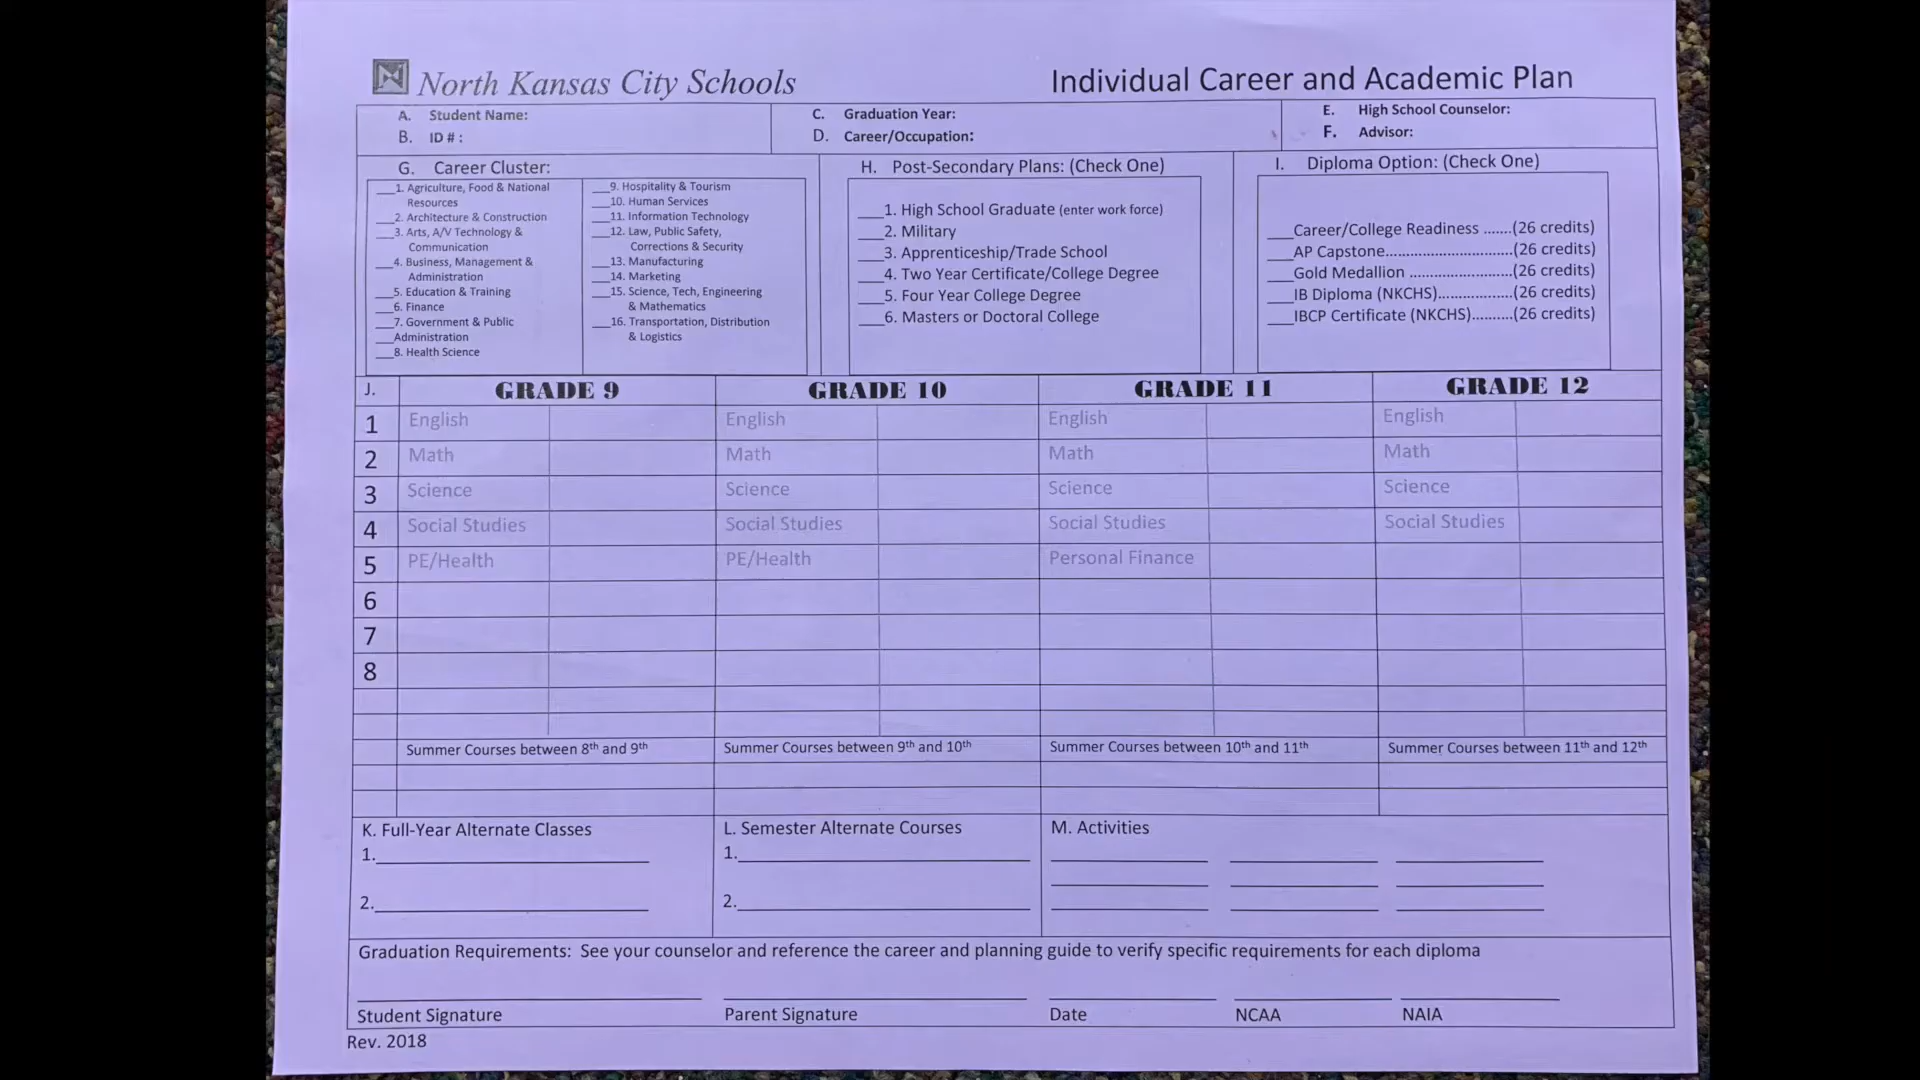 North Kansas City Schools
Individual Career and Academic Plan
A. Student Name:
B. ID # :
C. Graduation Year:
D. Career/Occupation:
E. High School Counselor:
F. Advisor:
G. Career Cluster:
___1. Agriculture, Food & National
Resources
___2. Architecture & Construction
___3. Arts, A/V Technology &
Communication
___4. Business, Management &
Administration
___5. Education & Training
___6. Finance
___7. Government & Public
___Administration
___8. Health Science
___9. Hospitality & Tourism
___10. Human Services
___11. Information Technology
___12. Law, Public Safety,
Corrections & Security
___13. Manufacturing
___14. Marketing
___15. Science, Tech, Engineering
& Mathematics
___16. Transportation, Distribution
& Logistics
H. Post-Secondary Plans: (Check One)
___1. High School Graduate (enter work force)
___2. Military
___3. Apprenticeship/Trade School
___4. Two Year Certificate/College Degree
___5. Four Year College Degree
___6. Masters or Doctoral College
I. Diploma Option: (Check One)
___Career/College Readiness .......(26 credits)
___AP Capstone................................(26 credits)
___Gold Medallion ..........................(26 credits)
___IB Diploma (NKCHS)...................(26 credits)
___IBCP Certificate (NKCHS)..........(26 credits)
J. GRADE 9 GRADE 10 GRADE 11 GRADE 12
1 English English English English
2 Math Math Math Math
3 Science Science Science Science
4 Social Studies Social Studies Social Studies Social Studies
5 PE/Health PE/Health Personal Finance
6
7
8
Summer Courses between 8th and 9th Summer Courses between 9th and 10th Summer Courses between 10th and 11th Summer Courses between 11th and 12th
K. Full-Year Alternate Classes
1.
2.
L. Semester Alternate Courses
1.
2.
M. Activities
Graduation Requirements: See your counselor and reference the career and planning guide to verify specific requirements for each diploma
Student Signature Parent Signature Date NCAA NAIA
Rev. 2018